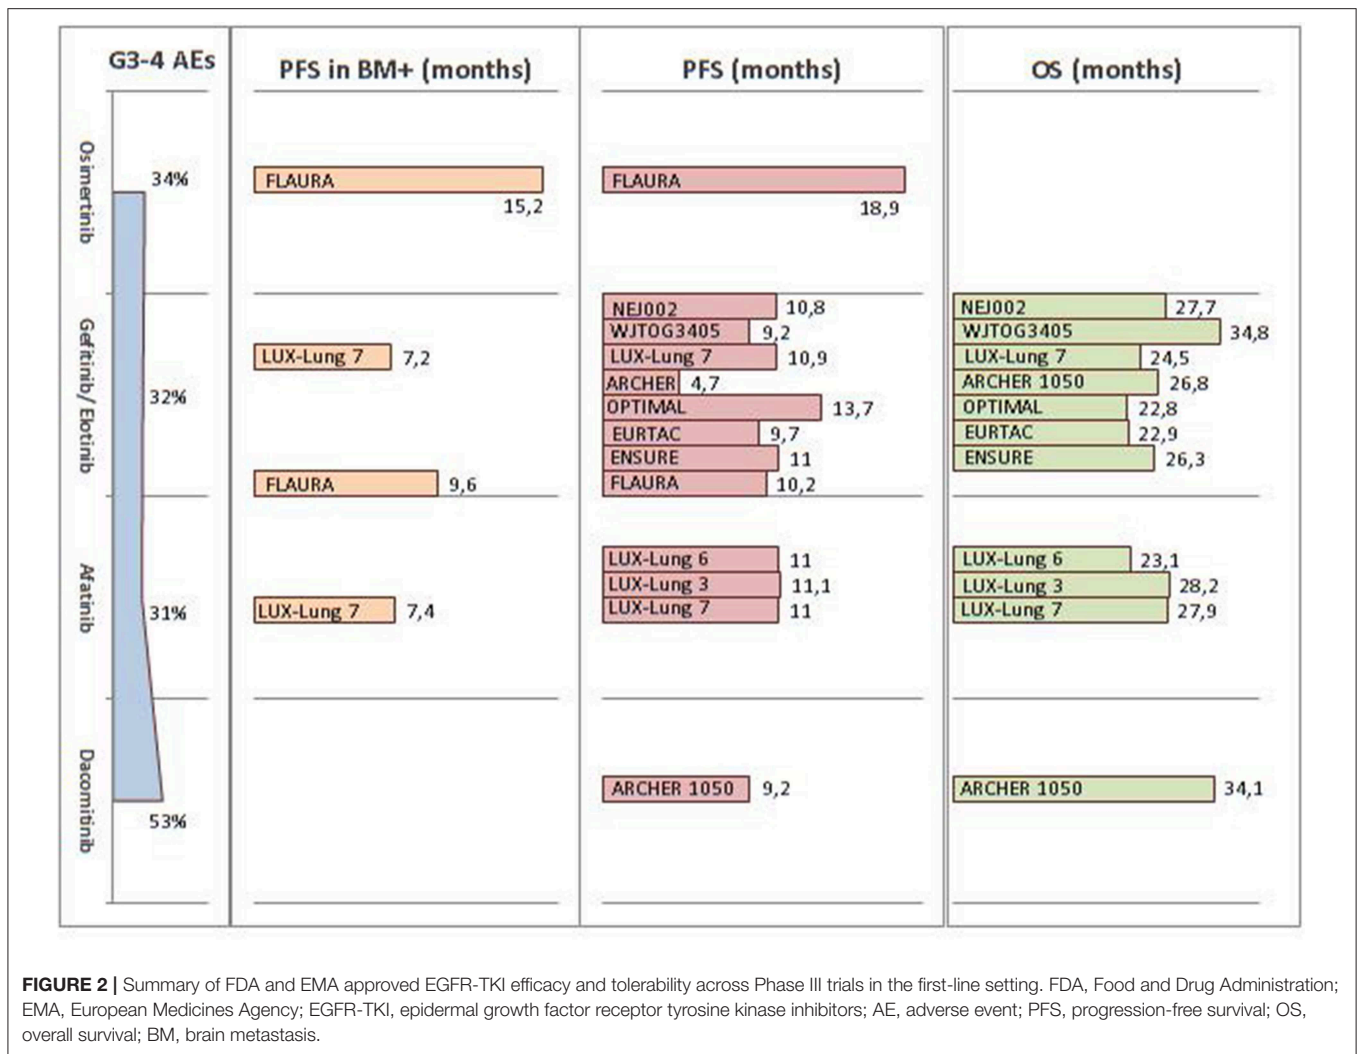 G3-4 AEs
PFS in BM+ (months)
PFS (months)
OS (months)
Osimertinib
34%
FLAURA
15,2
FLAURA
18,9
Gefitinib/ Elotinib
32%
LUX-Lung 7 7,2
FLAURA 9,6
NEJ002 10,8
WJTOG3405 9,2
LUX-Lung 7 10,9
ARCHER 4,7
OPTIMAL 13,7
EURTAC 9,7
ENSURE 11
FLAURA 10,2
NEJ002 27,7
WJTOG3405 34,8
LUX-Lung 7 24,5
ARCHER 1050 26,8
OPTIMAL 22,8
EURTAC 22,9
ENSURE 26,3
Afatinib
31%
LUX-Lung 7 7,4
LUX-Lung 6 11
LUX-Lung 3 11,1
LUX-Lung 7 11
LUX-Lung 6 23,1
LUX-Lung 3 28,2
LUX-Lung 7 27,9
Dacomitinib
53%
ARCHER 1050 9,2
ARCHER 1050 34,1
FIGURE 2 | Summary of FDA and EMA approved EGFR-TKI efficacy and tolerability across Phase III trials in the first-line setting. FDA, Food and Drug Administration;
EMA, European Medicines Agency; EGFR-TKI, epidermal growth factor receptor tyrosine kinase inhibitors; AE, adverse event; PFS, progression-free survival; OS,
overall survival; BM, brain metastasis.